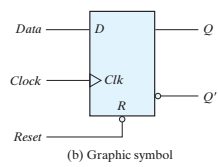 Data D Q
Clock Clk
Q'
R
Reset
(b) Graphic symbol